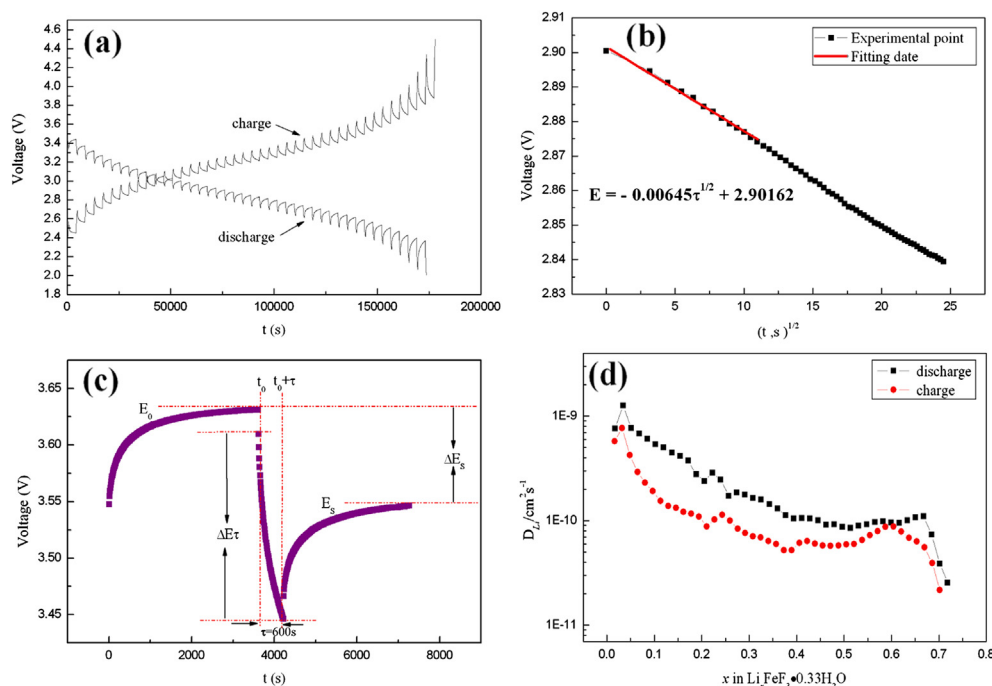 (a)
4.6
4.4
4.2
4.0
3.8
3.6
3.4
3.2
3.0
2.8
2.6
2.4
2.2
2.0
1.8
Voltage (V)
charge
discharge
0 50000 100000 150000 200000
t (s)
(b)
Experimental point
Fitting date
2.91
2.90
2.89
2.88
2.87
2.86
2.85
2.84
2.83
Voltage (V)
E = - 0.00645τ^1/2 + 2.90162
0 5 10 15 20 25
(t ,s )^1/2
(c)
t₀ t₀+τ
3.65
3.60
3.55
3.50
3.45
Voltage (V)
E₀
ΔEₛ
Eₛ
ΔEτ
τ=600s
0 2000 4000 6000 8000
t (s)
(d)
discharge
charge
1E-9
1E-10
1E-11
D_L/cm²s⁻¹
0.0 0.1 0.2 0.3 0.4 0.5 0.6 0.7 0.8
x in LiₓFeF₃•0.33H₂O